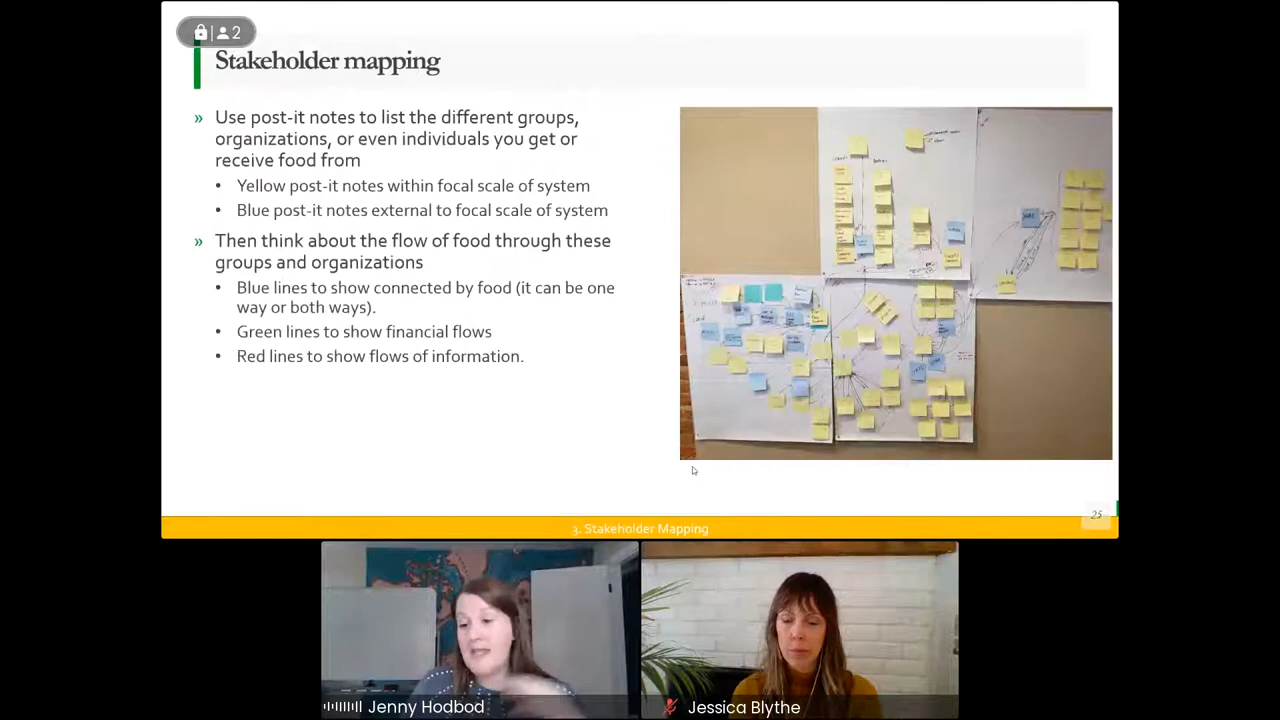 2
Stakeholder mapping
» Use post-it notes to list the different groups,
organizations, or even individuals you get or
receive food from
• Yellow post-it notes within focal scale of system
• Blue post-it notes external to focal scale of system
» Then think about the flow of food through these
groups and organizations
• Blue lines to show connected by food (it can be one
way or both ways).
• Green lines to show financial flows
• Red lines to show flows of information.
25
3. Stakeholder Mapping
Jenny Hodbod
Jessica Blythe